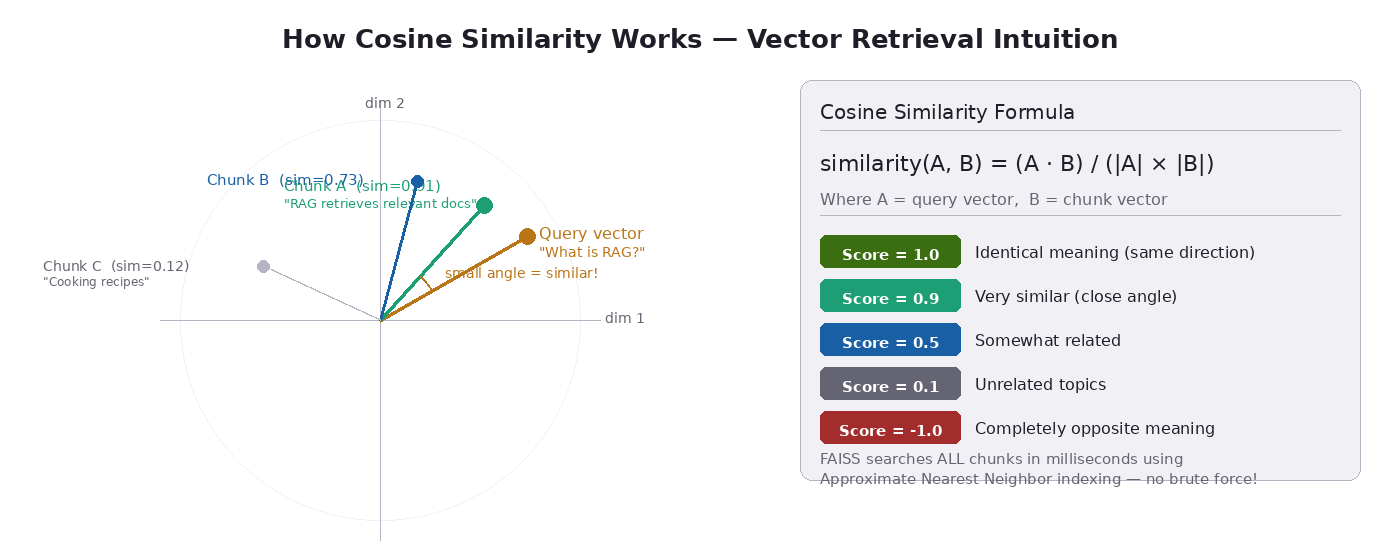 How Cosine Similarity Works — Vector Retrieval Intuition
dim 2
Chunk B  (sim=0.73)
Chunk A  (sim=0.91)
"RAG retrieves relevant docs"
Query vector
"What is RAG?"
small angle = similar!
Chunk C  (sim=0.12)
"Cooking recipes"
dim 1
Cosine Similarity Formula
similarity(A, B) = (A · B) / (|A| × |B|)
Where A = query vector,  B = chunk vector
Score = 1.0 Identical meaning (same direction)
Score = 0.9 Very similar (close angle)
Score = 0.5 Somewhat related
Score = 0.1 Unrelated topics
Score = -1.0 Completely opposite meaning
FAISS searches ALL chunks in milliseconds using
Approximate Nearest Neighbor indexing — no brute force!